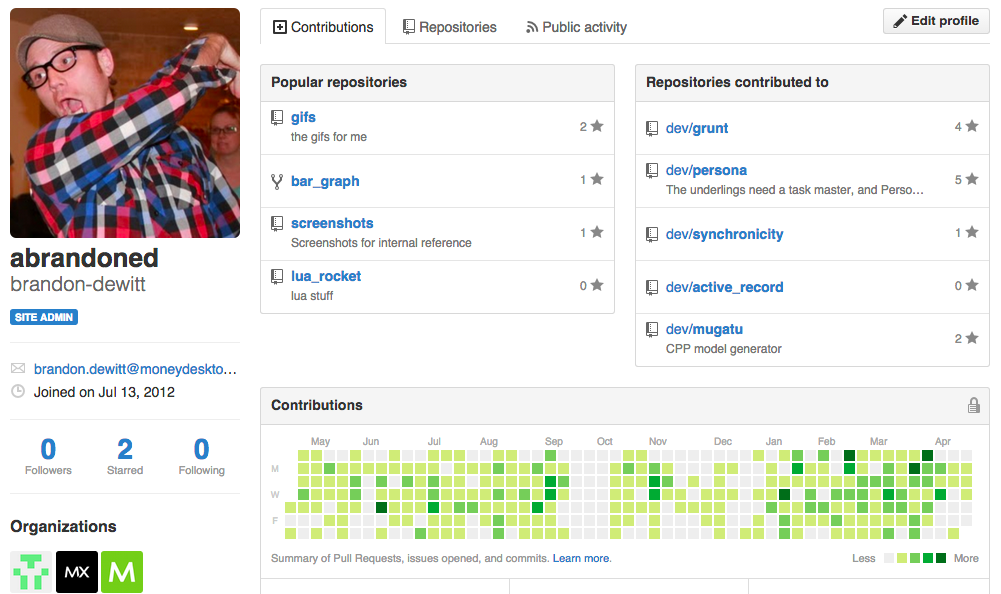 Contributions
Repositories
Public activity
Edit profile
abrandoned
brandon-dewitt
SITE ADMIN
brandon.dewitt@moneydeskto…
Joined on Jul 13, 2012
0
Followers
2
Starred
0
Following
Organizations
MX
M
Popular repositories
gifs
the gifs for me
2
bar_graph
1
screenshots
Screenshots for internal reference
1
lua_rocket
lua stuff
0
Repositories contributed to
dev/grunt
4
dev/persona
The underlings need a task master, and Perso…
5
dev/synchronicity
1
dev/active_record
0
dev/mugatu
CPP model generator
2
Contributions
May Jun Jul Aug Sep Oct Nov Dec Jan Feb Mar Apr
M
W
F
Summary of Pull Requests, issues opened, and commits. Learn more.
Less More